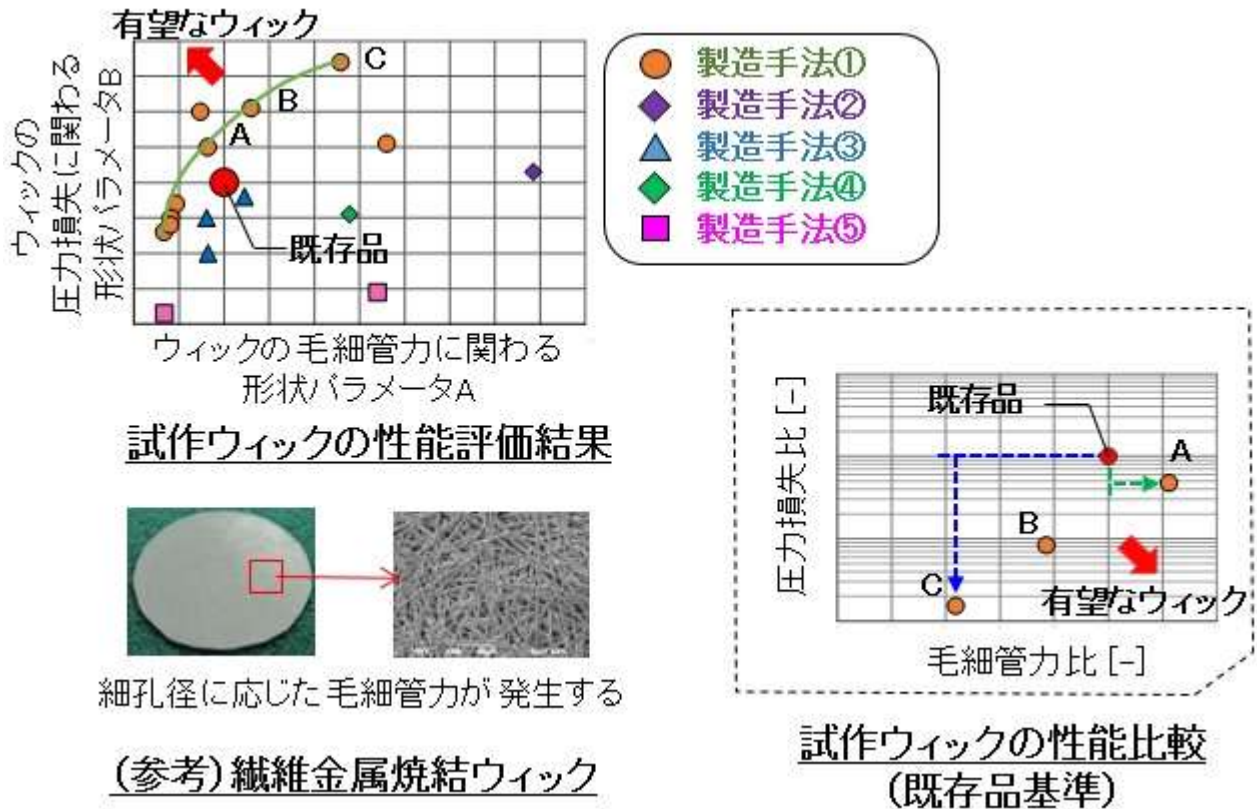 有望なウィック
C
B
A
既存品
ウィックの
圧力損失に関わる
形状パラメータB
ウィックの毛細管力に関わる
形状パラメータA
試作ウィックの性能評価結果
製造手法①
製造手法②
製造手法③
製造手法④
製造手法⑤
細孔径に応じた毛細管力が発生する
(参考)繊維金属焼結ウィック
圧力損失比 [-]
既存品
A
B
C
有望なウィック
毛細管力比 [-]
試作ウィックの性能比較
(既存品基準)